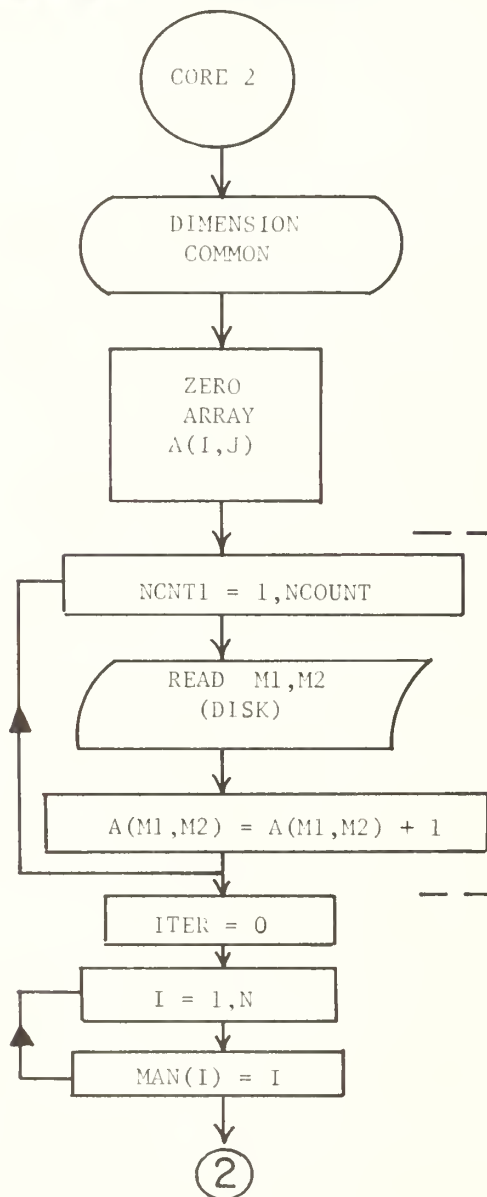 CORE 2
DIMENSION
COMMON
ZERO
ARRAY
A(I,J)
NCNT1 = 1,NCOUNT
READ M1,M2
(DISK)
A(M1,M2) = A(M1,M2) + 1
ITER = 0
I = 1,N
MAN(I) = I
2